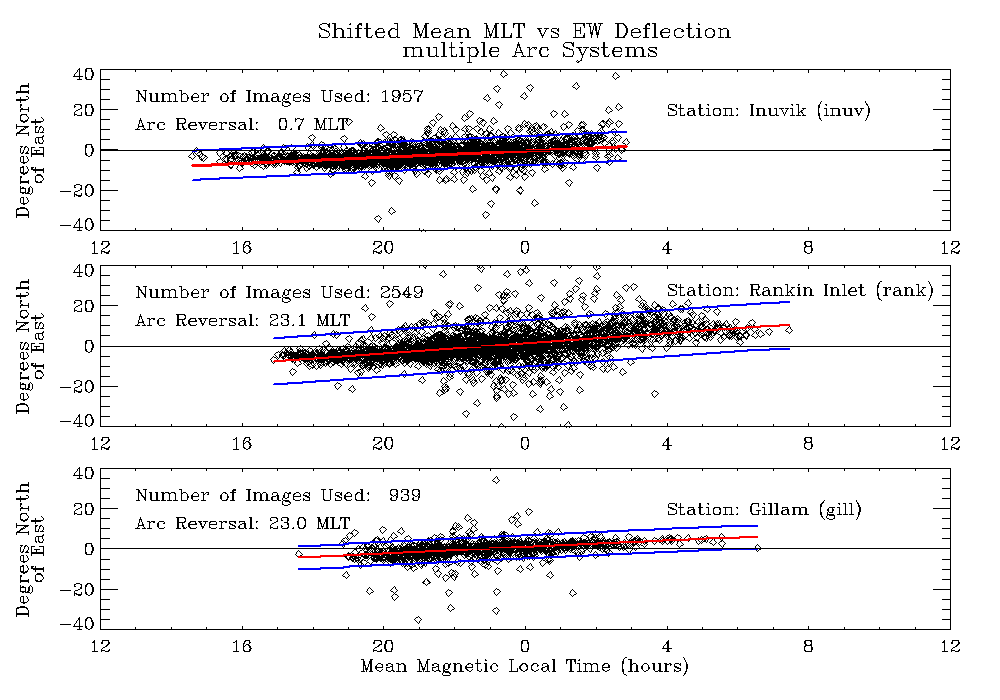 Shifted Mean MLT vs EW Deflection
multiple Arc Systems
Degrees North
of East
40
20
0
−20
−40
Number of Images Used: 1957
Arc Reversal: 0.7 MLT
Station: Inuvik (inuv)
12 16 20 0 4 8 12
Degrees North
of East
40
20
0
−20
−40
Number of Images Used: 2549
Arc Reversal: 23.1 MLT
Station: Rankin Inlet (rank)
12 16 20 0 4 8 12
Degrees North
of East
40
20
0
−20
−40
Number of Images Used: 939
Arc Reversal: 23.0 MLT
Station: Gillam (gill)
12 16 20 0 4 8 12
Mean Magnetic Local Time (hours)